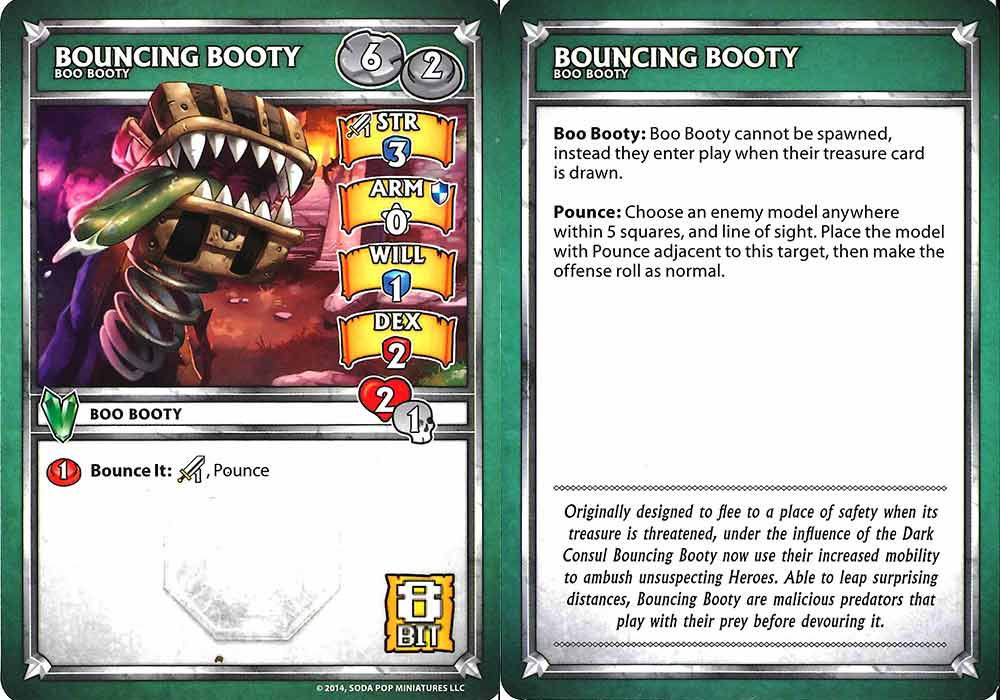 BOUNCING BOOTY
BOO BOOTY
6
2
STR
3
ARM
0
WILL
1
DEX
2
2
1
BOO BOOTY
1 Bounce It: , Pounce
8
BIT
© 2014, SODA POP MINIATURES LLC
BOUNCING BOOTY
BOO BOOTY
Boo Booty: Boo Booty cannot be spawned,
instead they enter play when their treasure card
is drawn.
Pounce: Choose an enemy model anywhere
within 5 squares, and line of sight. Place the model
with Pounce adjacent to this target, then make the
offense roll as normal.
Originally designed to flee to a place of safety when its
treasure is threatened, under the influence of the Dark
Consul Bouncing Booty now use their increased mobility
to ambush unsuspecting Heroes. Able to leap surprising
distances, Bouncing Booty are malicious predators that
play with their prey before devouring it.